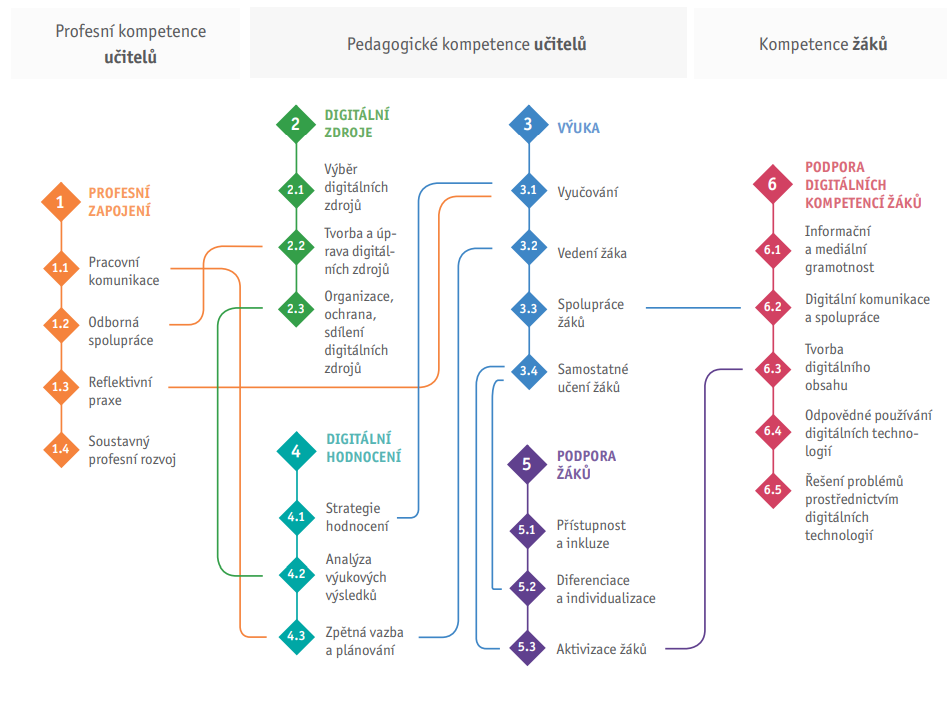 Profesní kompetence
učitelů
Pedagogické kompetence učitelů
Kompetence žáků
1
PROFESNÍ
ZAPOJENÍ
1.1
Pracovní
komunikace
1.2
Odborná
spolupráce
1.3
Reflektivní
praxe
1.4
Soustavný
profesní rozvoj
2
DIGITÁLNÍ
ZDROJE
2.1
Výběr
digitálních
zdrojů
2.2
Tvorba a úp-
rava digitál-
ních zdrojů
2.3
Organizace,
ochrana,
sdílení
digitálních
zdrojů
4
DIGITÁLNÍ
HODNOCENÍ
4.1
Strategie
hodnocení
4.2
Analýza
výukových
výsledků
4.3
Zpětná vazba
a plánování
3
VÝUKA
3.1
Vyučování
3.2
Vedení žáka
3.3
Spolupráce
žáků
3.4
Samostatné
učení žáků
5
PODPORA
ŽÁKŮ
5.1
Přístupnost
a inkluze
5.2
Diferenciace
a individualizace
5.3
Aktivizace žáků
6
PODPORA
DIGITÁLNÍCH
KOMPETENCÍ ŽÁKŮ
6.1
Informační
a mediální
gramotnost
6.2
Digitální komunikace
a spolupráce
6.3
Tvorba
digitálního
obsahu
6.4
Odpovědné používání
digitálních techno-
logií
6.5
Řešení problémů
prostřednictvím
digitálních
technologií